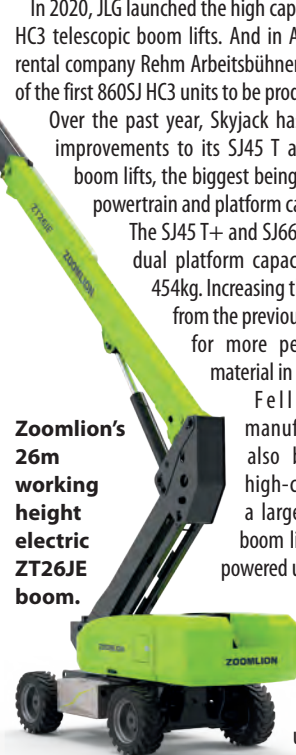 In 2020, JLG launched the high cap
HC3 telescopic boom lifts. And in A
rental company Rehm Arbeitsbühner
of the first 860SJ HC3 units to be proc
Over the past year, Skyjack has
improvements to its SJ45 T a
boom lifts, the biggest being
powertrain and platform ca
The SJ45 T+ and SJ66
dual platform capac
454kg. Increasing t
from the previous
for more pe
material in
Fell
manuf
also b
high-c
a large
boom li
powered u
Zoomlion's
26m
working
height
electric
ZT26JE
boom.
ZT26JE
ZOOMLION
ZOOMLION